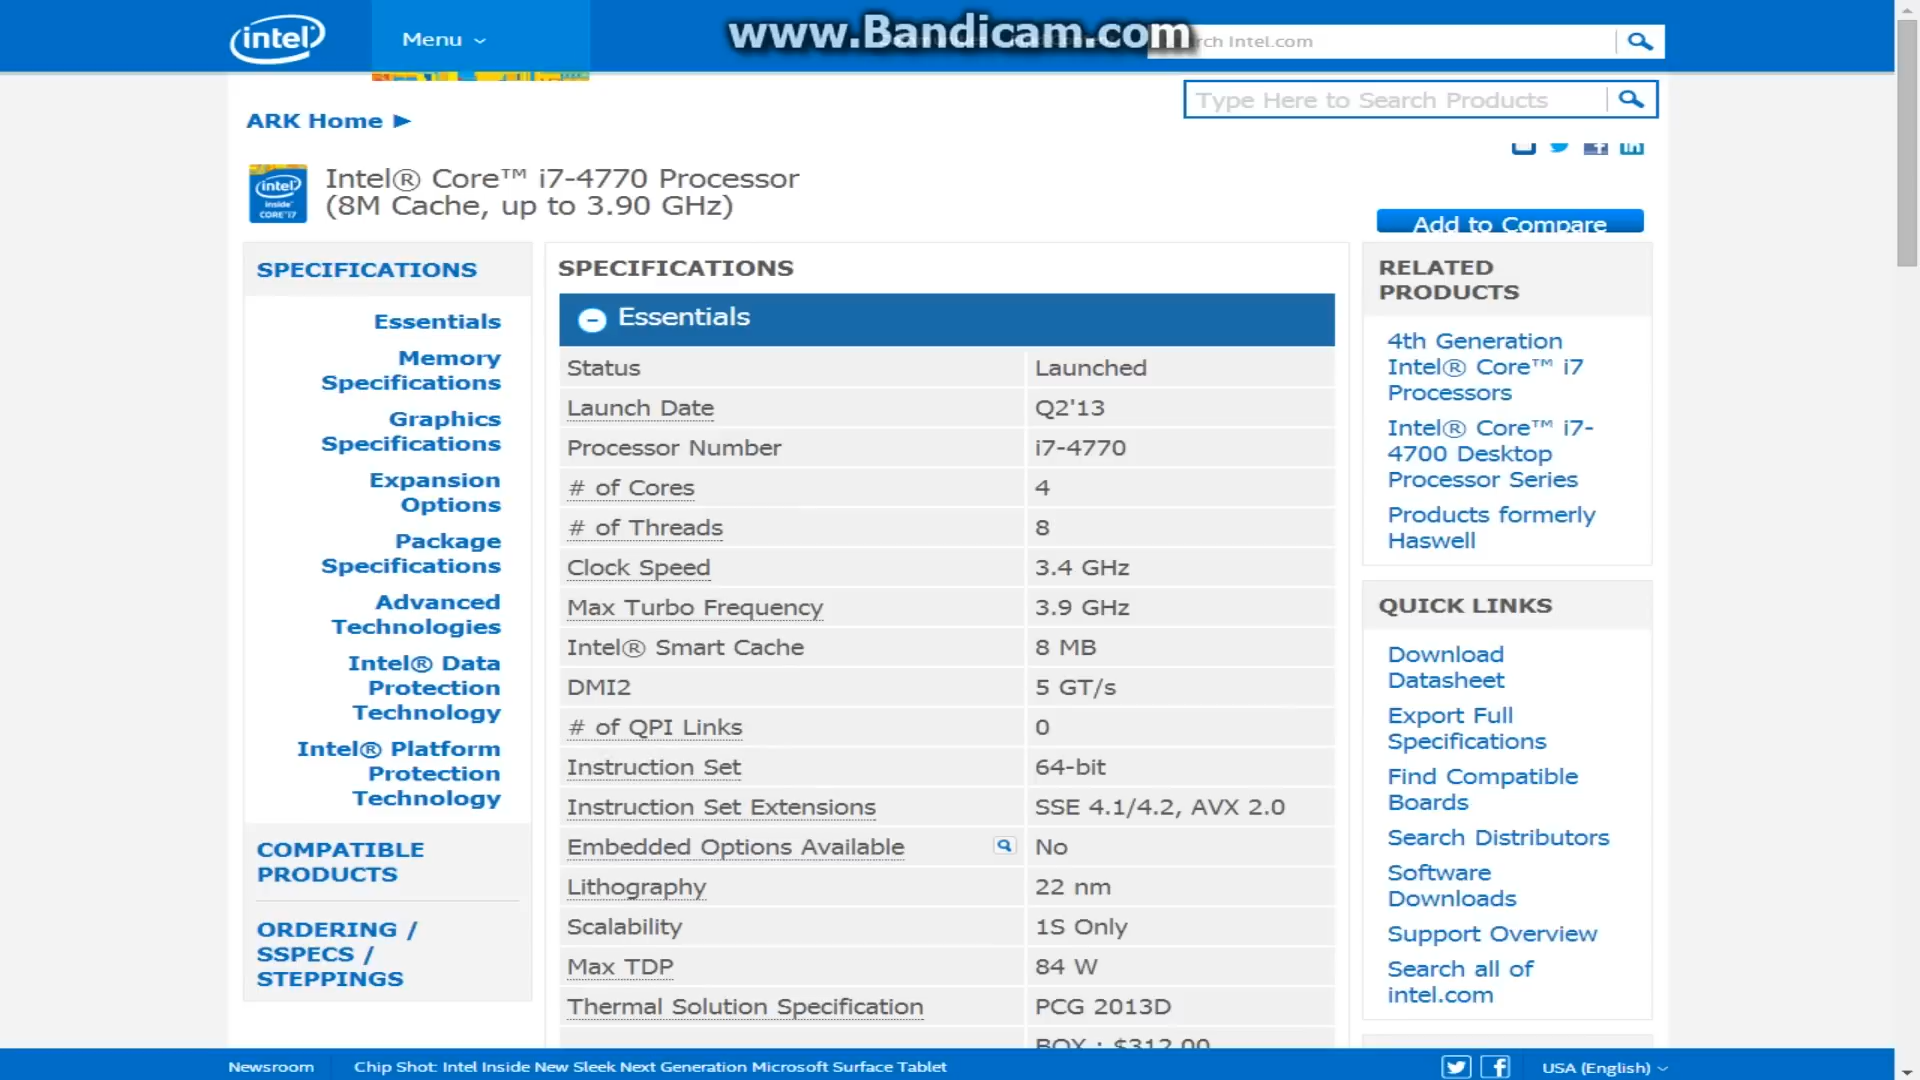 intel
Menu
www.Bandicam.com
rch Intel.com
Type Here to Search Products
ARK Home ►
intel
inside
CORE i7
Intel® Core™ i7-4770 Processor
(8M Cache, up to 3.90 GHz)
Add to Compare
SPECIFICATIONS
Essentials
Memory
Specifications
Graphics
Specifications
Expansion
Options
Package
Specifications
Advanced
Technologies
Intel® Data
Protection
Technology
Intel® Platform
Protection
Technology
COMPATIBLE
PRODUCTS
ORDERING /
SSPECS /
STEPPINGS
SPECIFICATIONS
Essentials
Status Launched
Launch Date Q2'13
Processor Number i7-4770
# of Cores 4
# of Threads 8
Clock Speed 3.4 GHz
Max Turbo Frequency 3.9 GHz
Intel® Smart Cache 8 MB
DMI2 5 GT/s
# of QPI Links 0
Instruction Set 64-bit
Instruction Set Extensions SSE 4.1/4.2, AVX 2.0
Embedded Options Available No
Lithography 22 nm
Scalability 1S Only
Max TDP 84 W
Thermal Solution Specification PCG 2013D
BOX : $312.00
RELATED
PRODUCTS
4th Generation
Intel® Core™ i7
Processors
Intel® Core™ i7-
4700 Desktop
Processor Series
Products formerly
Haswell
QUICK LINKS
Download
Datasheet
Export Full
Specifications
Find Compatible
Boards
Search Distributors
Software
Downloads
Support Overview
Search all of
intel.com
Newsroom
Chip Shot: Intel Inside New Sleek Next Generation Microsoft Surface Tablet
USA (English)